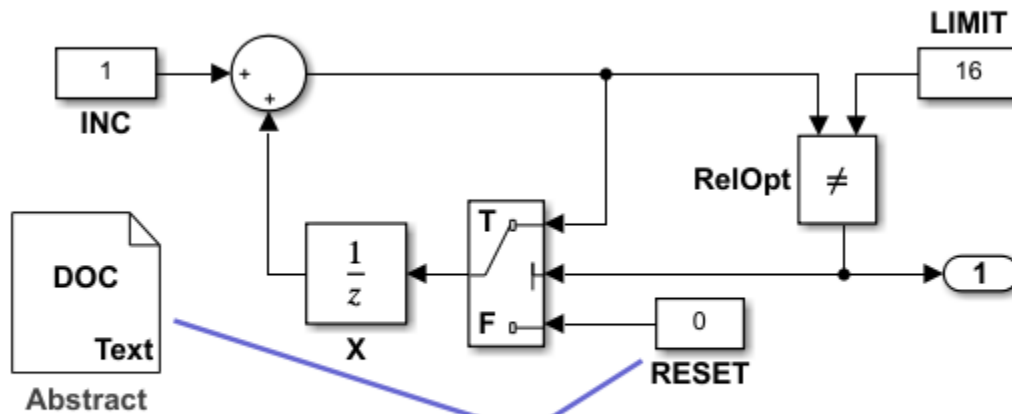 LIMIT
1
+
+
16
INC
RelOpt
≠
T
DOC
1
z
1
F
0
Text
X
RESET
Abstract